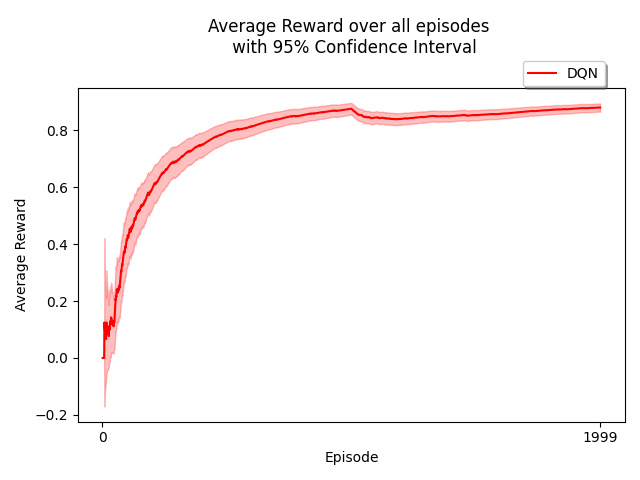 Average Reward over all episodes
with 95% Confidence Interval
DQN
0.8
0.6
0.4
0.2
0.0
−0.2
Average Reward
0
1999
Episode